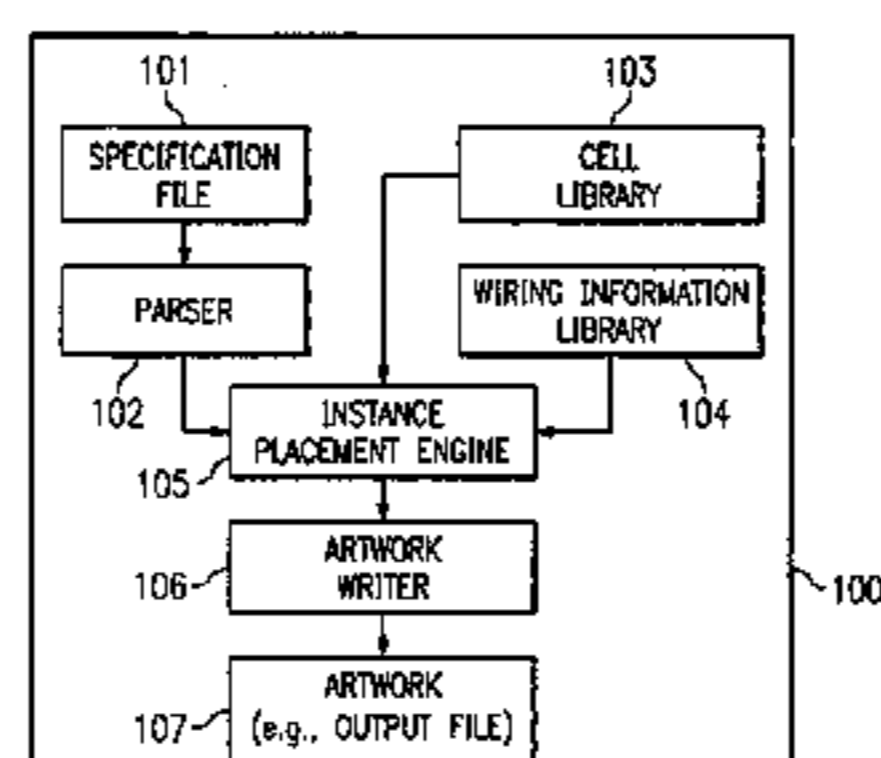 101
103
SPECIFICATION
FILE
CELL
LIBRARY
PARSER
WIRING INFORMATION
LIBRARY
102
104
INSTANCE
PLACEMENT ENGINE
105
ARTWORK
WRITER
106
100
ARTWORK
(e.g., OUTPUT FILE)
107